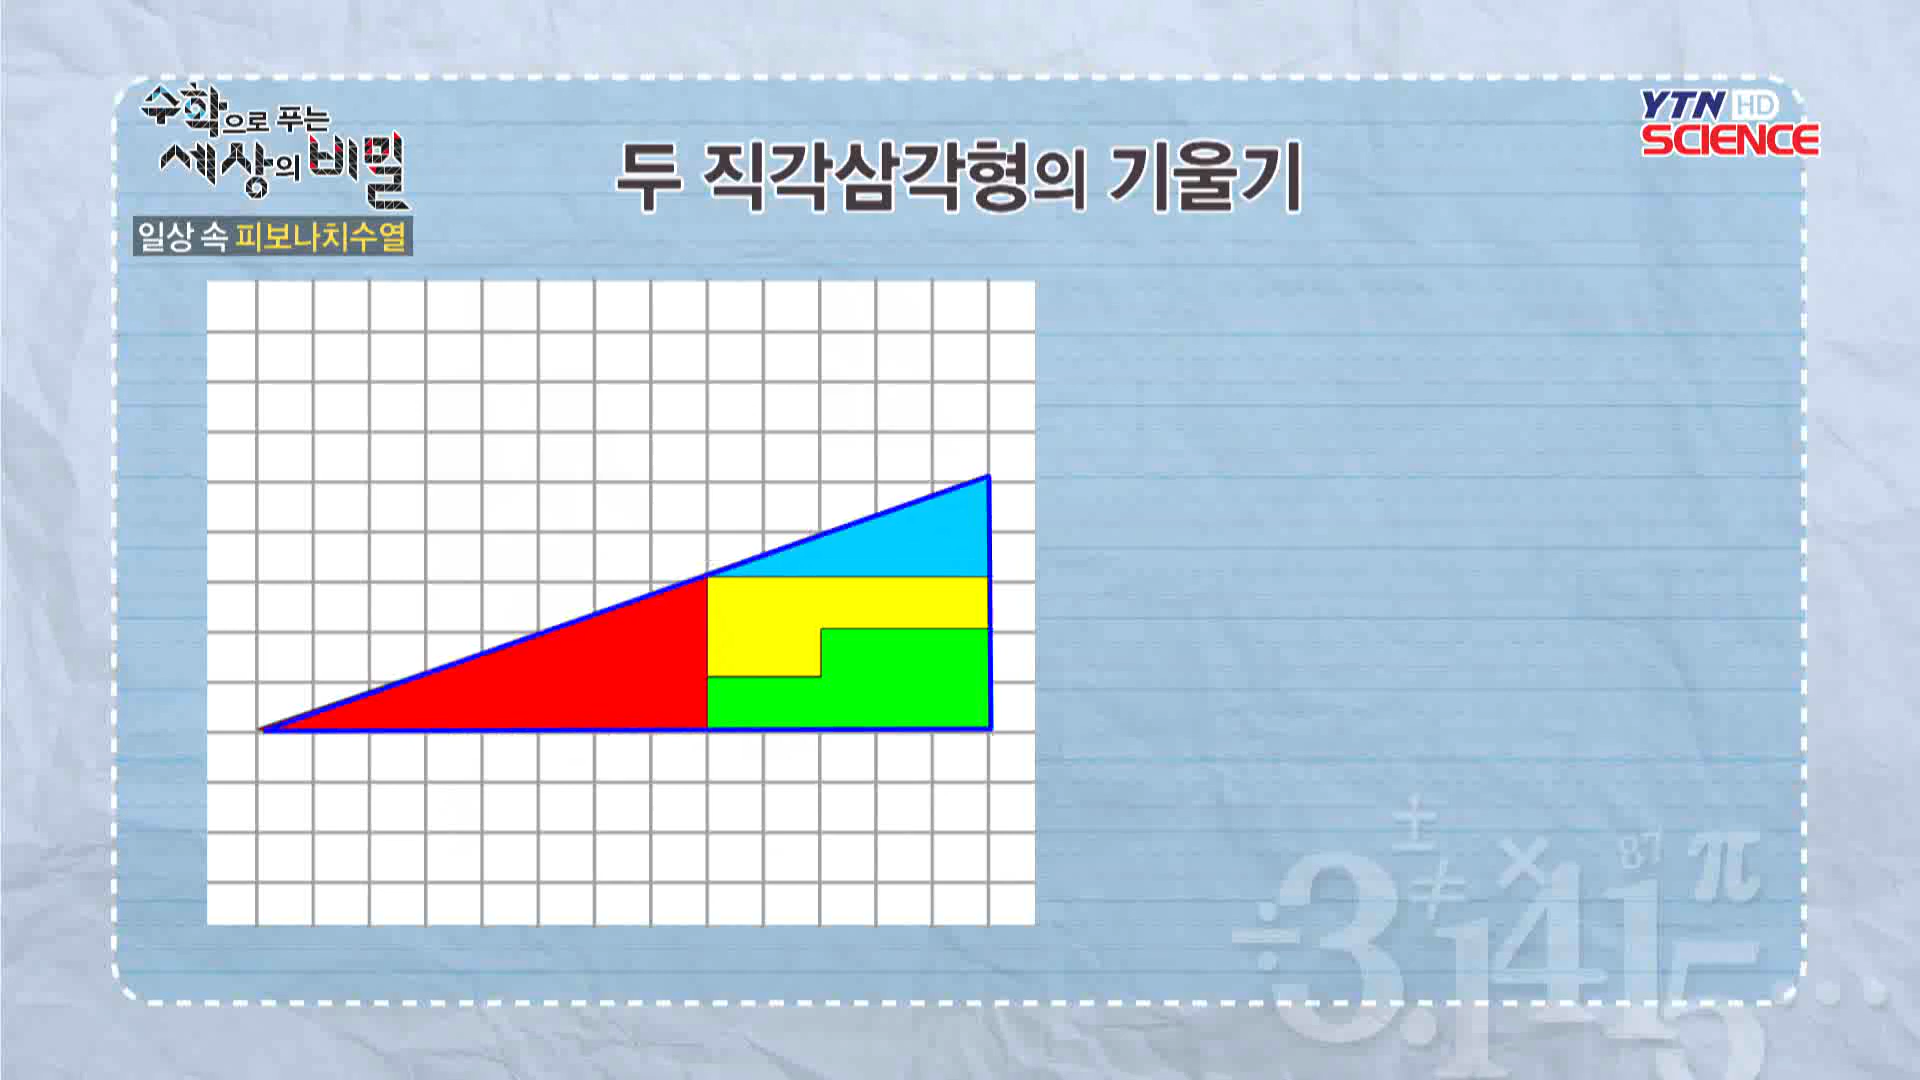 수학으로 푸는
세상의 비밀
일상 속 피보나치수열
두 직각삼각형의 기울기
YTN HD
SCIENCE
± ≠ × 87 π
÷3.1415...